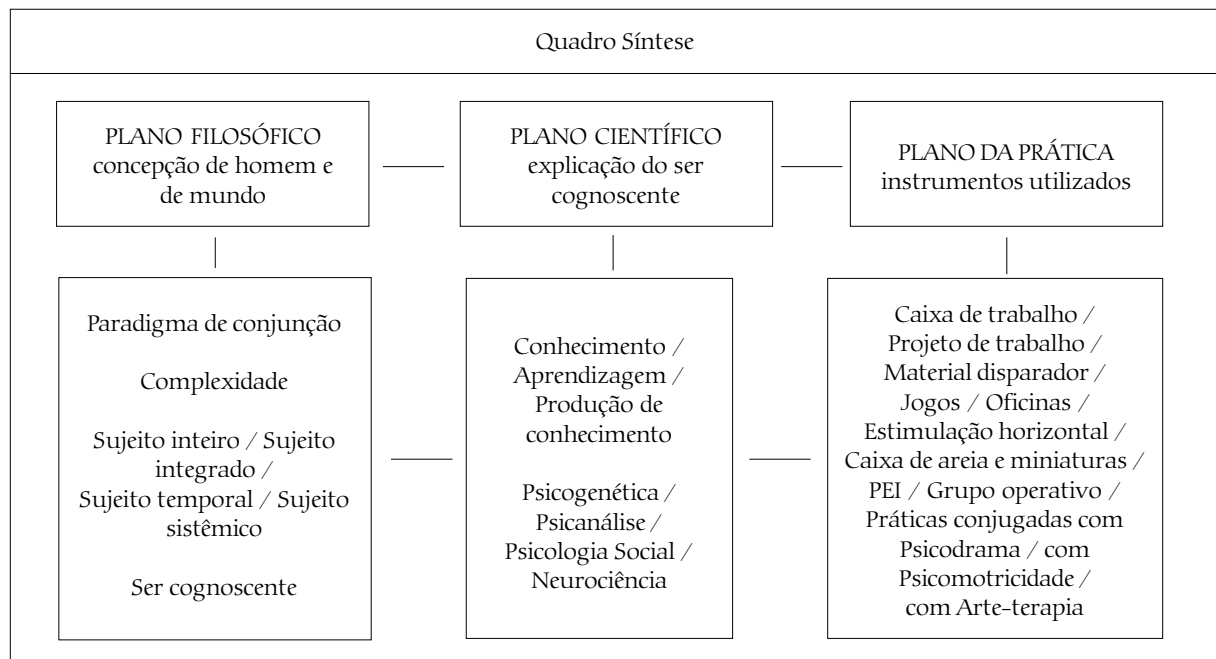 Quadro Síntese
PLANO FILOSÓFICO
concepção de homem e
de mundo
PLANO CIENTÍFICO
explicação do ser
cognoscente
PLANO DA PRÁTICA
instrumentos utilizados
Paradigma de conjunção
Complexidade
Sujeito inteiro / Sujeito
integrado /
Sujeito temporal / Sujeito
sistêmico
Ser cognoscente
Conhecimento /
Aprendizagem /
Produção de
conhecimento
Psicogenética /
Psicanálise /
Psicologia Social /
Neurociência
Caixa de trabalho /
Projeto de trabalho /
Material disparador /
Jogos / Oficinas /
Estimulação horizontal /
Caixa de areia e miniaturas /
PEI / Grupo operativo /
Práticas conjugadas com
Psicodrama / com
Psicomotricidade /
com Arte-terapia